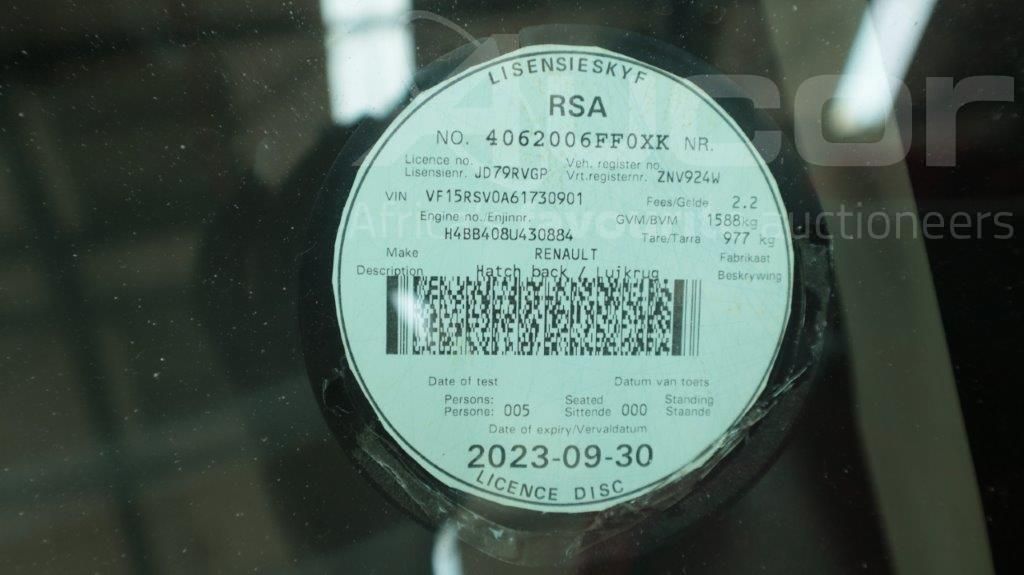 LISENSIESKYF
RSA
NO. 4062006FF0XK NR.
Licence no. Veh. register no.
Lisensienr. JD79RVGP Vrt.registernr. ZNV924W
VIN VF15RSV0A61730901 Fees/Gelde 2.2
Engine no./Enjinnr. GVM/BVM 1588kg
H4BB408U430884 Tare/Tarra 977 kg
Make RENAULT Fabrikaat
Description Hatch back / Luikrug Beskrywing
Date of test Datum van toets
Persons: Seated Standing
Persone: 005 Sittende 000 Staande
Date of expiry/Vervaldatum
2023-09-30
LICENCE DISC
auctioneers